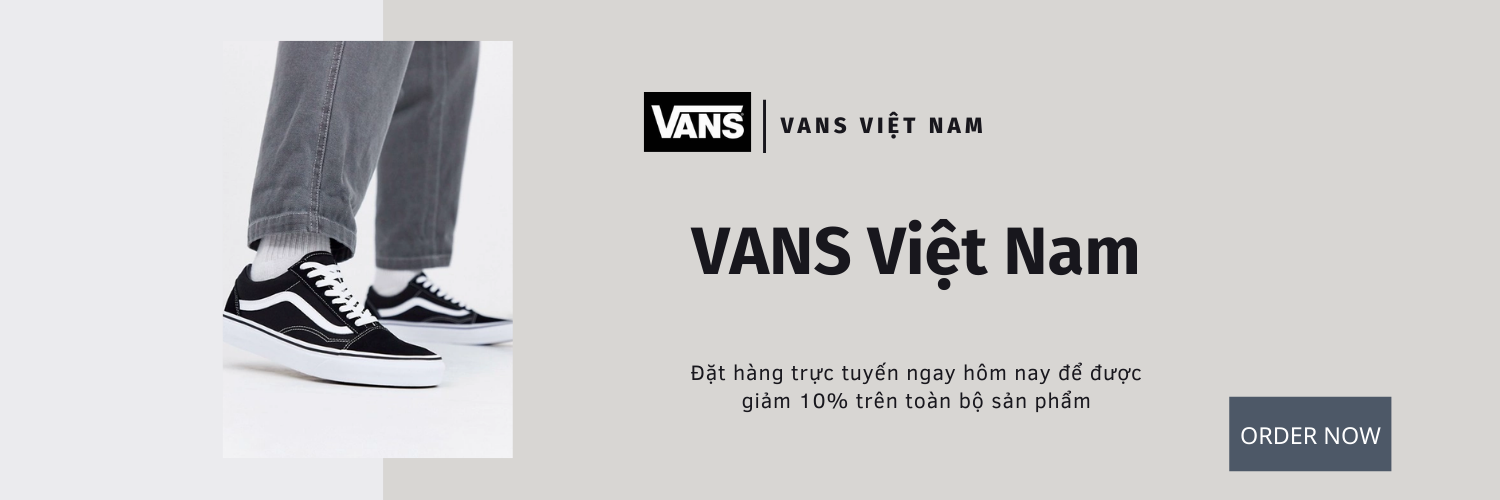 VANS
VANS VIỆT NAM
VANS Việt Nam
Đặt hàng trực tuyến ngay hôm nay để được
giảm 10% trên toàn bộ sản phẩm
ORDER NOW